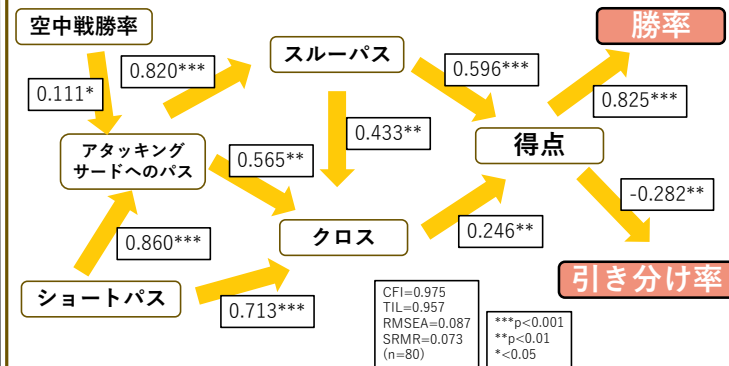 空中戦勝率
勝率
スルーパス
0.820***
0.596***
0.111*
0.825***
0.433**
得点
アタッキング
サードへのパス
0.565**
-0.282**
クロス
0.246**
0.860***
引き分け率
ショートパス
0.713***
CFI=0.975
TIL=0.957
RMSEA=0.087
SRMR=0.073
(n=80)
***p<0.001
**p<0.01
*<0.05